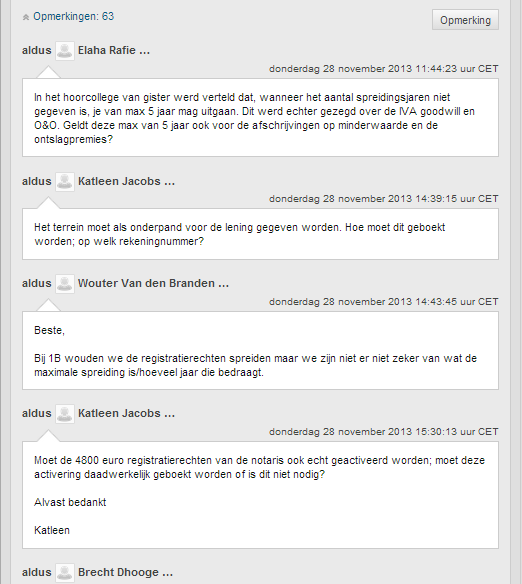 Opmerkingen: 63
Opmerking
aldus Elaha Rafie ...
donderdag 28 november 2013 11:44:23 uur CET
In het hoorcollege van gister werd verteld dat, wanneer het aantal spreidingsjaren niet
gegeven is, je van max 5 jaar mag uitgaan. Dit werd echter gezegd over de IVA goodwill en
O&O. Geldt deze max van 5 jaar ook voor de afschrijvingen op minderwaarde en de
ontslagpremies?
aldus Katleen Jacobs ...
donderdag 28 november 2013 14:39:15 uur CET
Het terrein moet als onderpand voor de lening gegeven worden. Hoe moet dit geboekt
worden; op welk rekeningnummer?
aldus Wouter Van den Branden ...
donderdag 28 november 2013 14:43:45 uur CET
Beste,
Bij 1B wouden we de registratierechten spreiden maar we zijn niet er niet zeker van wat de
maximale spreiding is/hoeveel jaar die bedraagt.
aldus Katleen Jacobs ...
donderdag 28 november 2013 15:30:13 uur CET
Moet de 4800 euro registratierechten van de notaris ook echt geactiveerd worden; moet deze
activering daadwerkelijk geboekt worden of is dit niet nodig?
Alvast bedankt
Katleen
aldus Brecht Dhooge ...